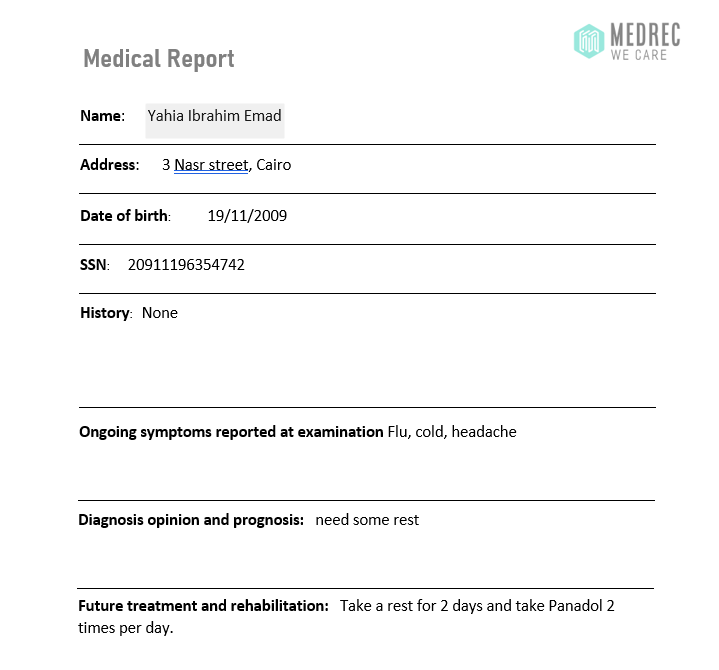 MEDREC
WE CARE
Medical Report
Name: Yahia Ibrahim Emad
Address: 3 Nasr street, Cairo
Date of birth: 19/11/2009
SSN: 20911196354742
History: None
Ongoing symptoms reported at examination Flu, cold, headache
Diagnosis opinion and prognosis: need some rest
Future treatment and rehabilitation: Take a rest for 2 days and take Panadol 2
times per day.